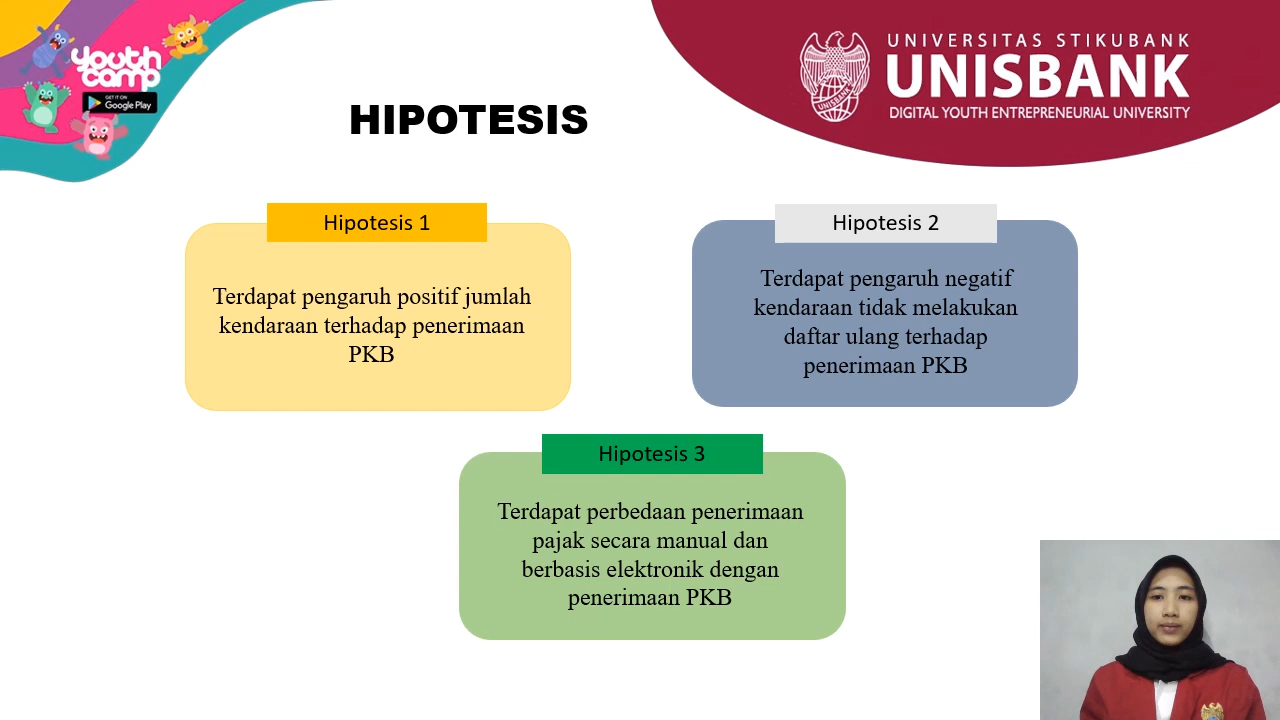 youth
camp
GET IT ON
Google Play
UNIVERSITAS STIKUBANK
UNISBANK
DIGITAL YOUTH ENTREPRENEURIAL UNIVERSITY
UNISBANK
HIPOTESIS
Hipotesis 1
Terdapat pengaruh positif jumlah
kendaraan terhadap penerimaan
PKB
Hipotesis 2
Terdapat pengaruh negatif
kendaraan tidak melakukan
daftar ulang terhadap
penerimaan PKB
Hipotesis 3
Terdapat perbedaan penerimaan
pajak secara manual dan
berbasis elektronik dengan
penerimaan PKB